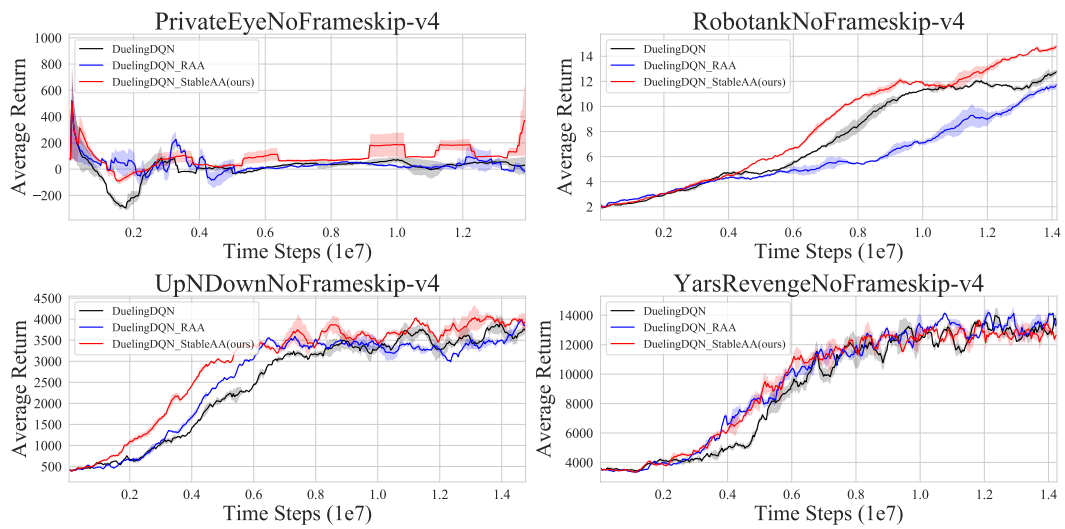 PrivateEyeNoFrameskip-v4
1000
800
600
400
200
0
−200
Average Return
DuelingDQN
DuelingDQN_RAA
DuelingDQN_StableAA(ours)
0.2 0.4 0.6 0.8 1.0 1.2
Time Steps (1e7)
RobotankNoFrameskip-v4
14
12
10
8
6
4
2
Average Return
DuelingDQN
DuelingDQN_RAA
DuelingDQN_StableAA(ours)
0.2 0.4 0.6 0.8 1.0 1.2 1.4
Time Steps (1e7)
UpNDownNoFrameskip-v4
4500
4000
3500
3000
2500
2000
1500
1000
500
Average Return
DuelingDQN
DuelingDQN_RAA
DuelingDQN_StableAA(ours)
0.2 0.4 0.6 0.8 1.0 1.2 1.4
Time Steps (1e7)
YarsRevengeNoFrameskip-v4
14000
12000
10000
8000
6000
4000
Average Return
DuelingDQN
DuelingDQN_RAA
DuelingDQN_StableAA(ours)
0.2 0.4 0.6 0.8 1.0 1.2 1.4
Time Steps (1e7)